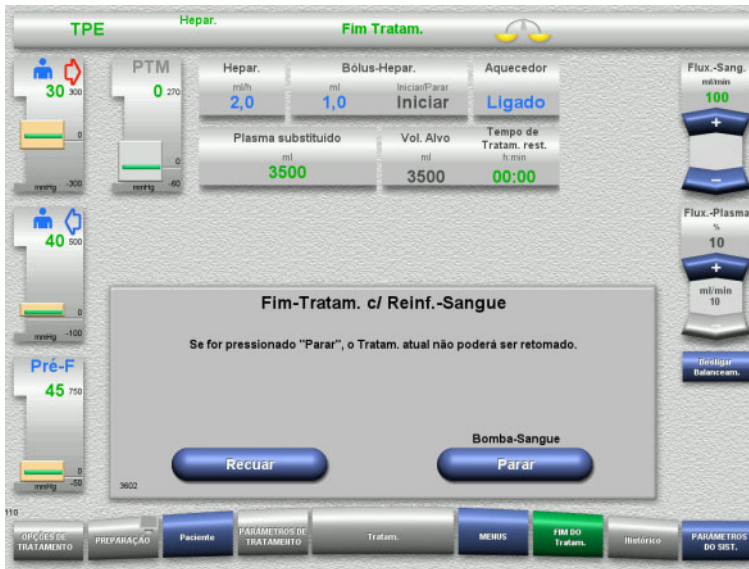 TPE
Hepar.
Fim Tratam.
30 300
0
mmHg -300
PTM
0 270
0
mmHg -60
Hepar.
ml/h
2,0
Bólus-Hepar.
ml Iniciar/Parar
1,0 Iniciar
Aquecedor
Ligado
Plasma substituido
ml
3500
Vol. Alvo
ml
3500
Tempo de
Tratam. rest.
h:min
00:00
Flux.-Sang.
ml/min
100
+
−
40 500
0
mmHg -100
Flux.-Plasma
%
10
+
ml/min
10
−
Desligar
Balanceam.
Pré-F
45 750
0
mmHg -50
Fim-Tratam. c/ Reinf.-Sangue
Se for pressionado "Parar", o Tratam. atual não poderá ser retomado.
Bomba-Sangue
Recuar
Parar
3602
110
OPÇÕES DE
TRATAMENTO
PREPARAÇÃO
Paciente
PARÂMETROS DE
TRATAMENTO
Tratam.
MENUS
FIM DO
Tratam.
Histórico
PARÂMETROS
DO SIST.